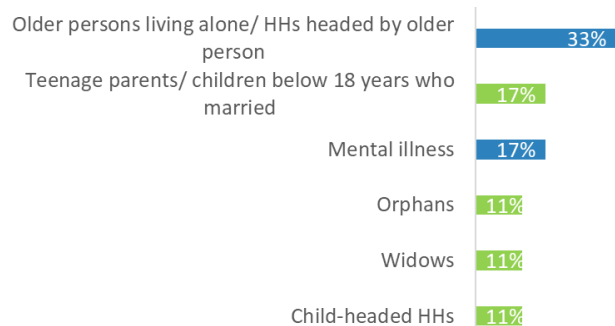 Older persons living alone/ HHs headed by older
person
33%
Teenage parents/ children below 18 years who
married
17%
Mental illness
17%
Orphans
11%
Widows
11%
Child-headed HHs
11%